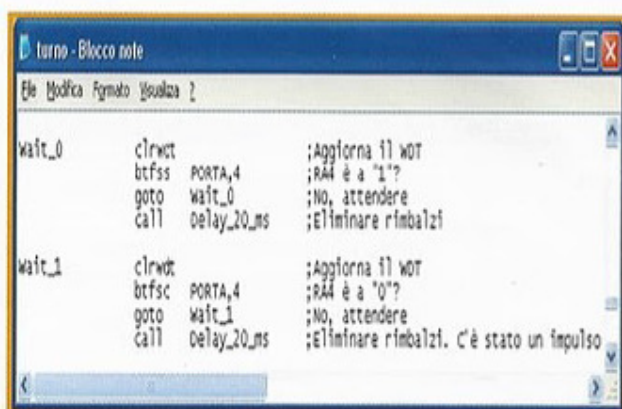 turno - Blocco note
File Modifica Formato Visualizza ?
Wait_0 clrwdt ;Aggiorna il WDT
btfss PORTA,4 ;RA4 è a "1"?
goto Wait_0 ;No, attendere
call Delay_20_ms ;Eliminare rimbalzi
Wait_1 clrwdt ;Aggiorna il WDT
btfsc PORTA,4 ;RA4 è a "0"?
goto Wait_1 ;No, attendere
call Delay_20_ms ;Eliminare rimbalzi. C'è stato un impulso